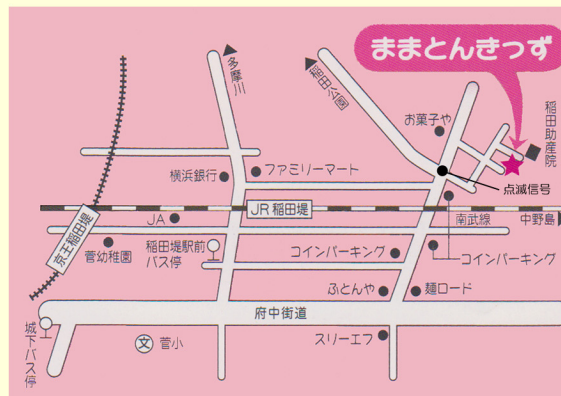 ままとんきっず
多摩川
稲田公園
お菓子や
稲田助産院
横浜銀行
ファミリーマート
点滅信号
JR稲田堤
JA
南武線
中野島
京王稲田堤
菅幼稚園
稲田堤駅前
バス停
コインパーキング
コインパーキング
ふとんや
麺ロード
府中街道
城下バス停
文
菅小
スリーエフ